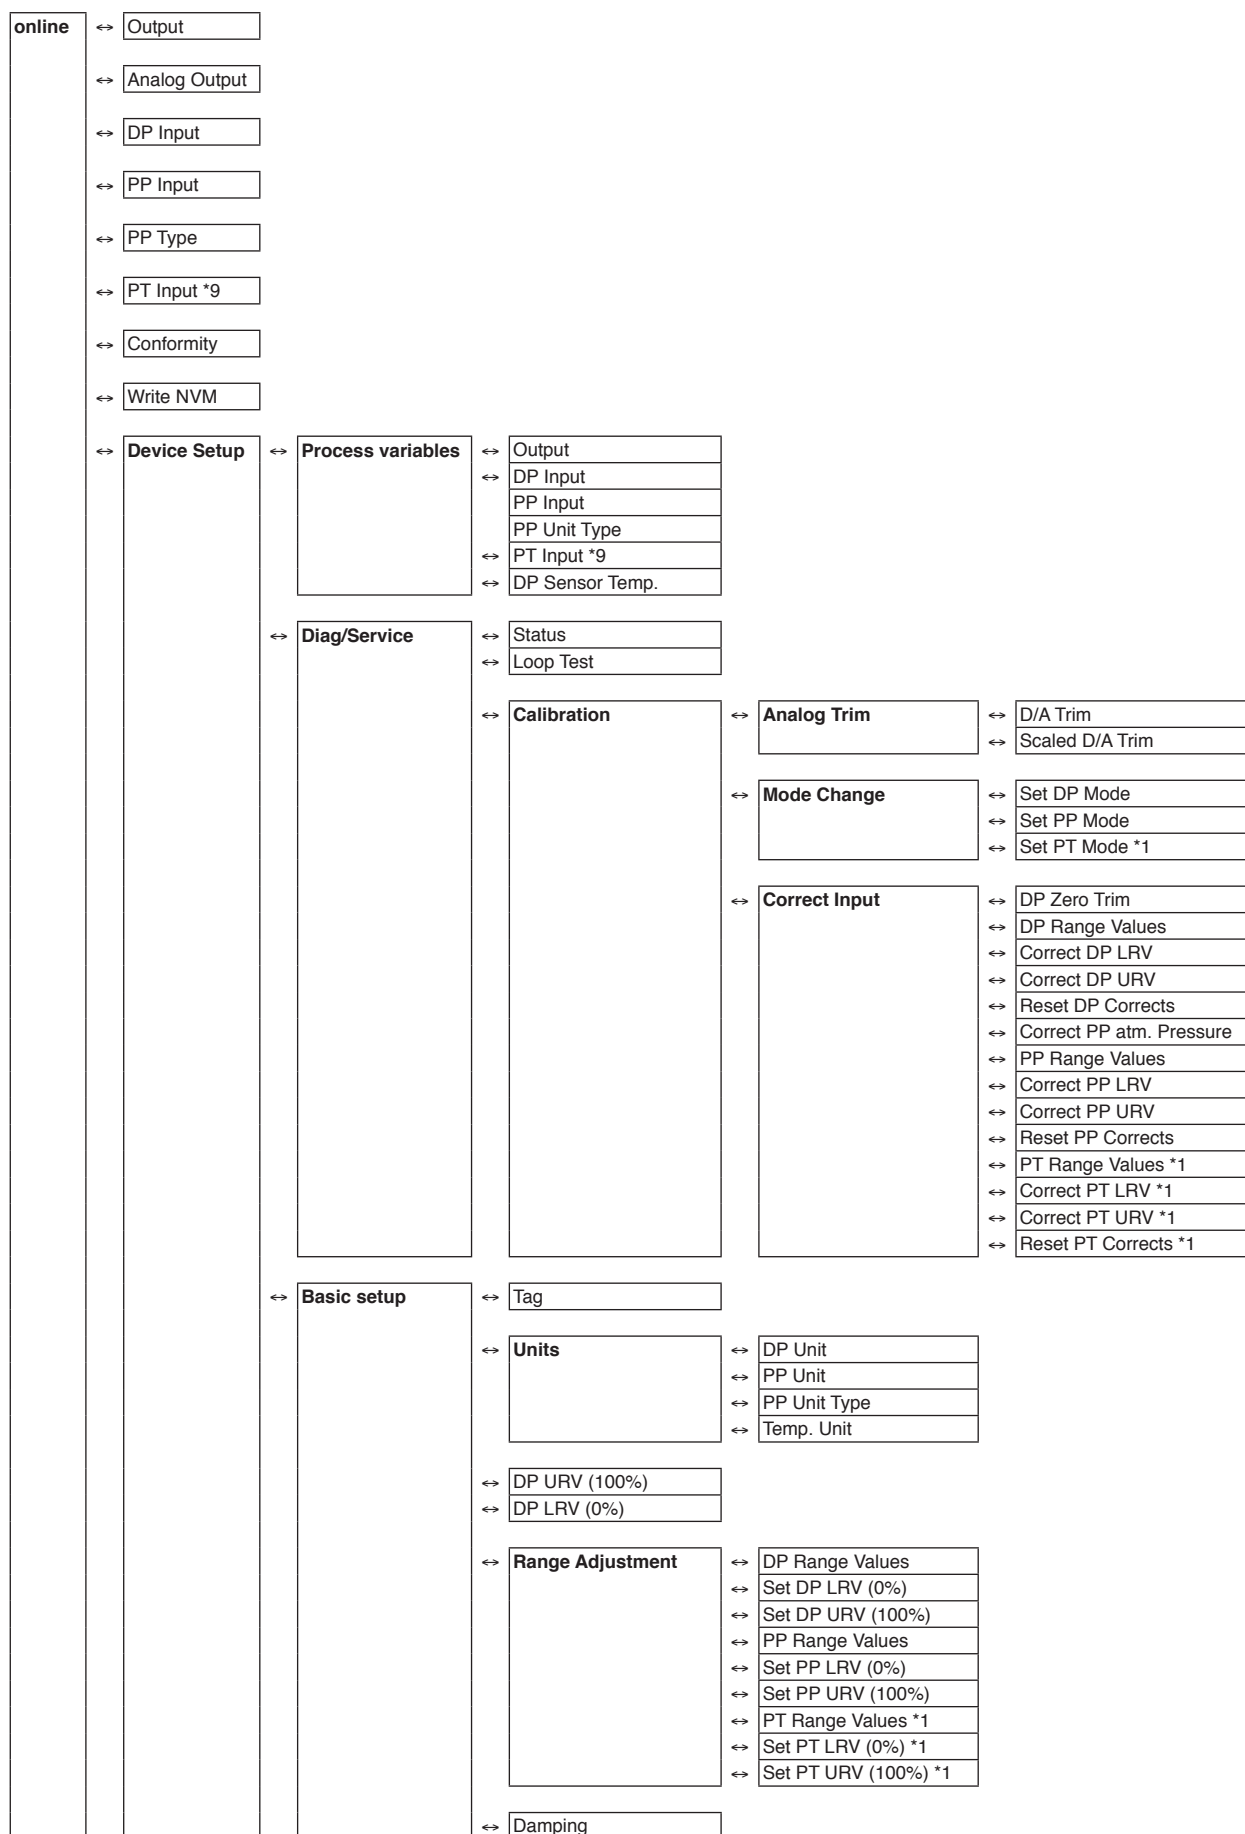 online ↔ Output
↔ Analog Output
↔ DP Input
↔ PP Input
↔ PP Type
↔ PT Input *9
↔ Conformity
↔ Write NVM
↔ Device Setup ↔ Process variables ↔ Output
↔ DP Input
PP Input
PP Unit Type
↔ PT Input *9
↔ DP Sensor Temp.
↔ Diag/Service ↔ Status
↔ Loop Test
↔ Calibration ↔ Analog Trim ↔ D/A Trim
↔ Scaled D/A Trim
↔ Mode Change ↔ Set DP Mode
↔ Set PP Mode
↔ Set PT Mode *1
↔ Correct Input ↔ DP Zero Trim
↔ DP Range Values
↔ Correct DP LRV
↔ Correct DP URV
↔ Reset DP Corrects
↔ Correct PP atm. Pressure
↔ PP Range Values
↔ Correct PP LRV
↔ Correct PP URV
↔ Reset PP Corrects
↔ PT Range Values *1
↔ Correct PT LRV *1
↔ Correct PT URV *1
↔ Reset PT Corrects *1
↔ Basic setup ↔ Tag
↔ Units ↔ DP Unit
↔ PP Unit
↔ PP Unit Type
↔ Temp. Unit
↔ DP URV (100%)
↔ DP LRV (0%)
↔ Range Adjustment ↔ DP Range Values
↔ Set DP LRV (0%)
↔ Set DP URV (100%)
↔ PP Range Values
↔ Set PP LRV (0%)
↔ Set PP URV (100%)
↔ PT Range Values *1
↔ Set PT LRV (0%) *1
↔ Set PT URV (100%) *1
↔ Damping